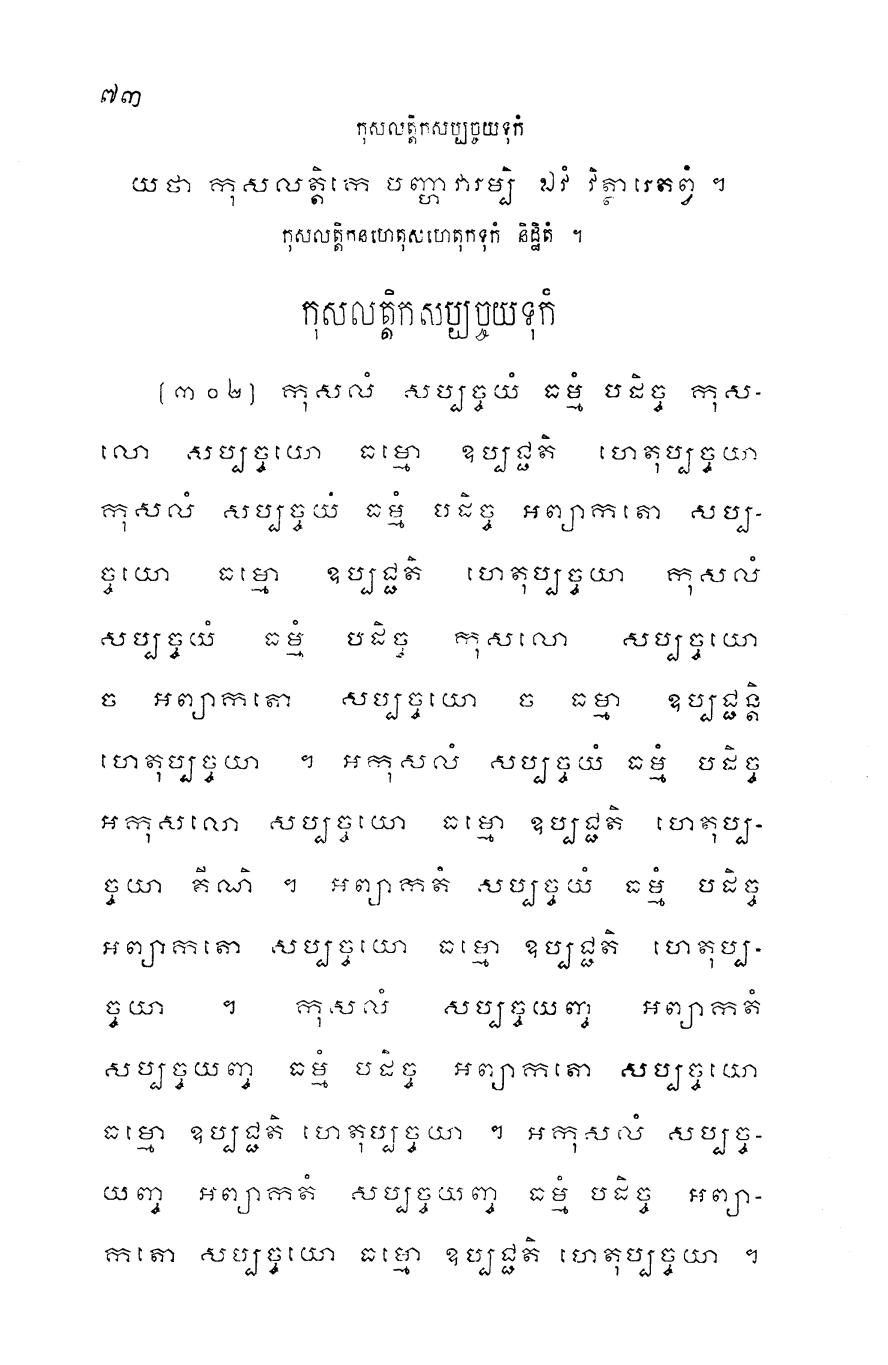 ៧៣
កុសលត្តិកសប្បច្ចយទុកំ
យថា កុសលត្តិកេ បញ្ហាវារម្បិ ឯវំ វិត្ថារេតព្វំ ។
កុសលត្តិកនហេតុសហេតុកទុកំ និដ្ឋិតំ ។
កុសលត្តិកសប្បច្ចយទុកំ
[៣០២] កុសលំ សប្បច្ចយំ ធម្មំ បដិច្ច កុស-
លោ សប្បច្ចយោ ធម្មោ ឧប្បជ្ជតិ ហេតុប្បច្ចយា
កុសលំ សប្បច្ចយំ ធម្មំ បដិច្ច អព្យាកតោ សប្ប-
ច្ចយោ ធម្មោ ឧប្បជ្ជតិ ហេតុប្បច្ចយា កុសលំ
សប្បច្ចយំ ធម្មំ បដិច្ច កុសលោ សប្បច្ចយោ
ច អព្យាកតោ សប្បច្ចយោ ច ធម្មា ឧប្បជ្ជន្តិ
ហេតុប្បច្ចយា ។ អកុសលំ សប្បច្ចយំ ធម្មំ បដិច្ច
អកុសលោ សប្បច្ចយោ ធម្មោ ឧប្បជ្ជតិ ហេតុប្ប-
ច្ចយា តីណិ ។ អព្យាកតំ សប្បច្ចយំ ធម្មំ បដិច្ច
អព្យាកតោ សប្បច្ចយោ ធម្មោ ឧប្បជ្ជតិ ហេតុប្ប-
ច្ចយា ។ កុសលំ សប្បច្ចយញ្ច អព្យាកតំ
សប្បច្ចយញ្ច ធម្មំ បដិច្ច អព្យាកតោ សប្បច្ចយោ
ធម្មោ ឧប្បជ្ជតិ ហេតុប្បច្ចយា ។ អកុសលំ សប្បច្ច-
យញ្ច អព្យាកតំ សប្បច្ចយញ្ច ធម្មំ បដិច្ច អព្យា-
កតោ សប្បច្ចយោ ធម្មោ ឧប្បជ្ជតិ ហេតុប្បច្ចយា ។